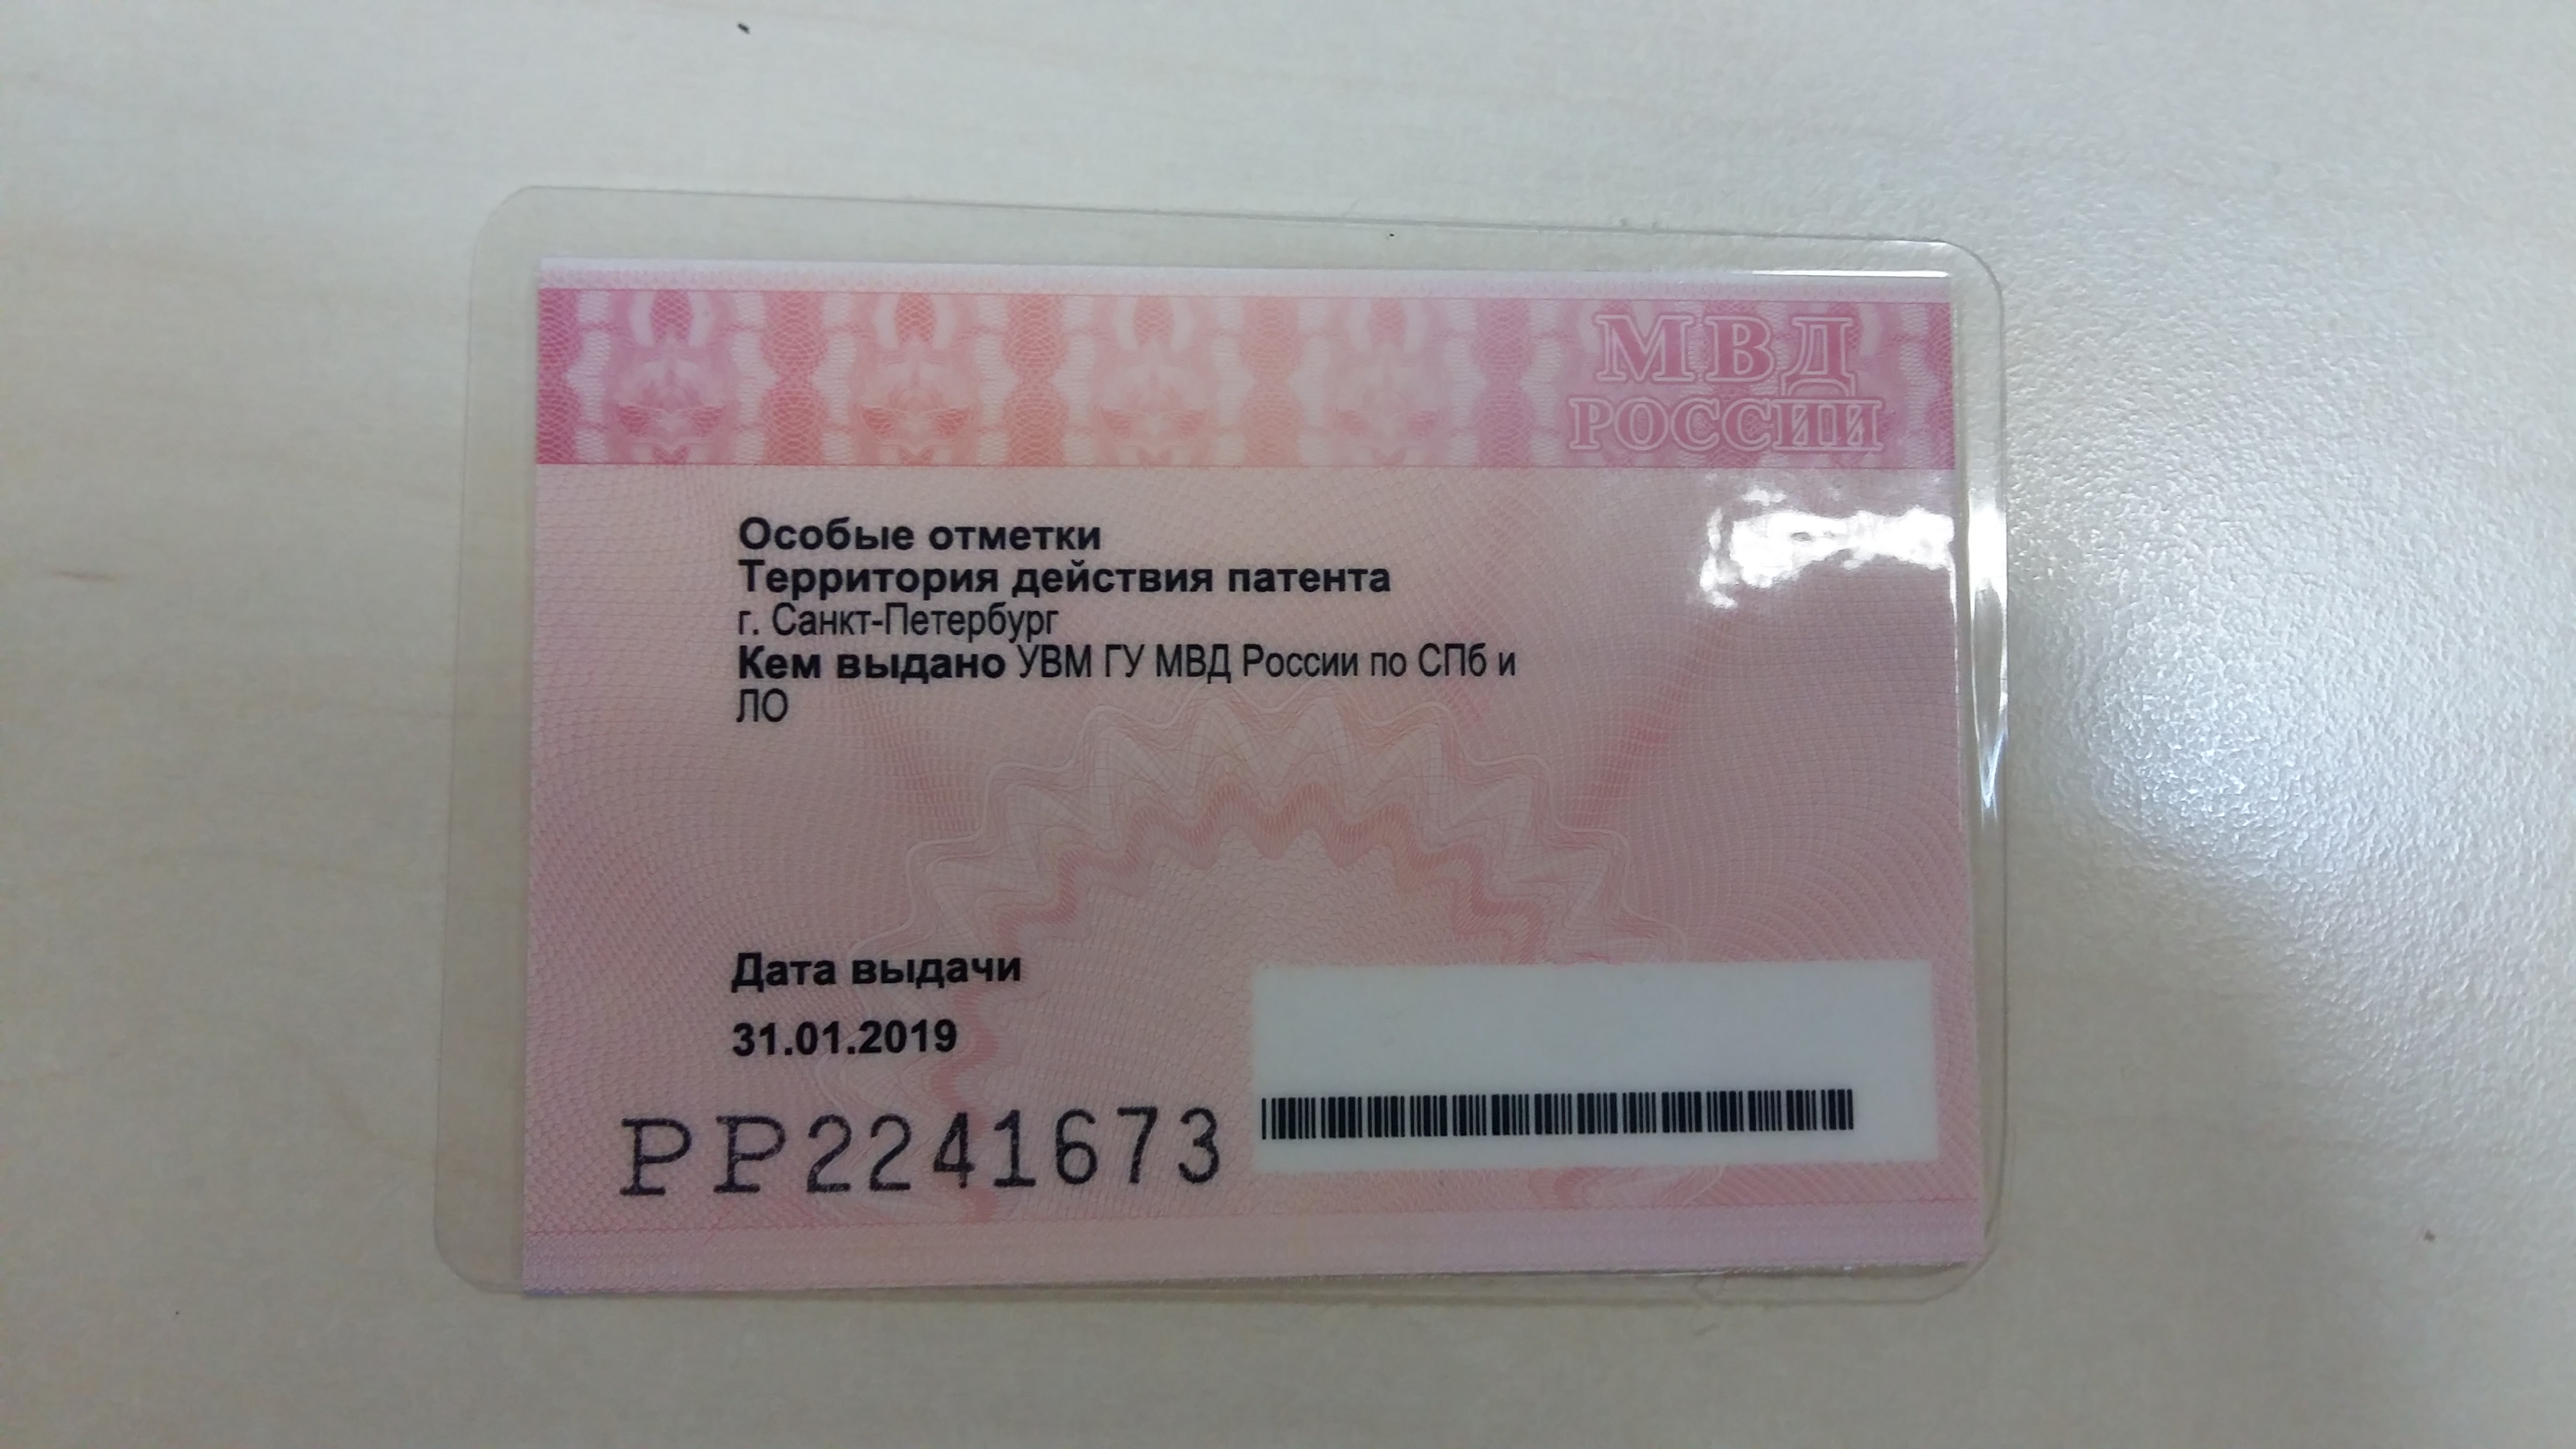 МВД
РОССИИ
Особые отметки
Территория действия патента
г. Санкт-Петербург
Кем выдано УВМ ГУ МВД России по СПб и
ЛО
Дата выдачи
31.01.2019
РР2241673